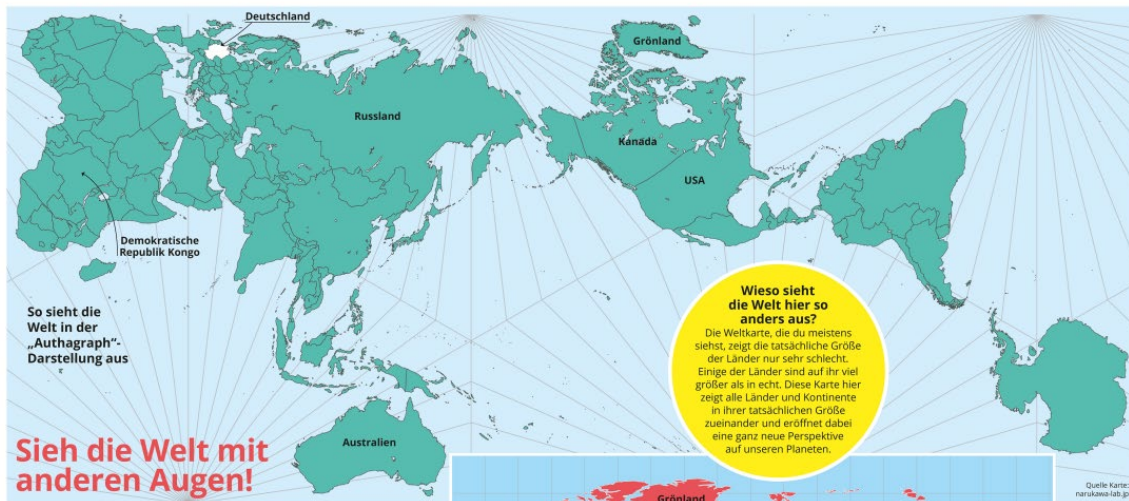 Deutschland
Grönland
Russland
Kanada
USA
Demokratische
Republik Kongo
So sieht die
Welt in der
„Authagraph“-
Darstellung aus
Wieso sieht
die Welt hier so
anders aus?
Die Weltkarte, die du meistens
siehst, zeigt die tatsächliche Größe
der Länder nur sehr schlecht.
Einige der Länder sind auf ihr viel
größer als in echt. Diese Karte hier
zeigt alle Länder und Kontinente
in ihrer tatsächlichen Größe
zueinander und eröffnet dabei
eine ganz neue Perspektive
auf unseren Planeten.
Australien
Sieh die Welt mit
anderen Augen!
Grönland
Quelle Karte:
narukawa-lab.jp